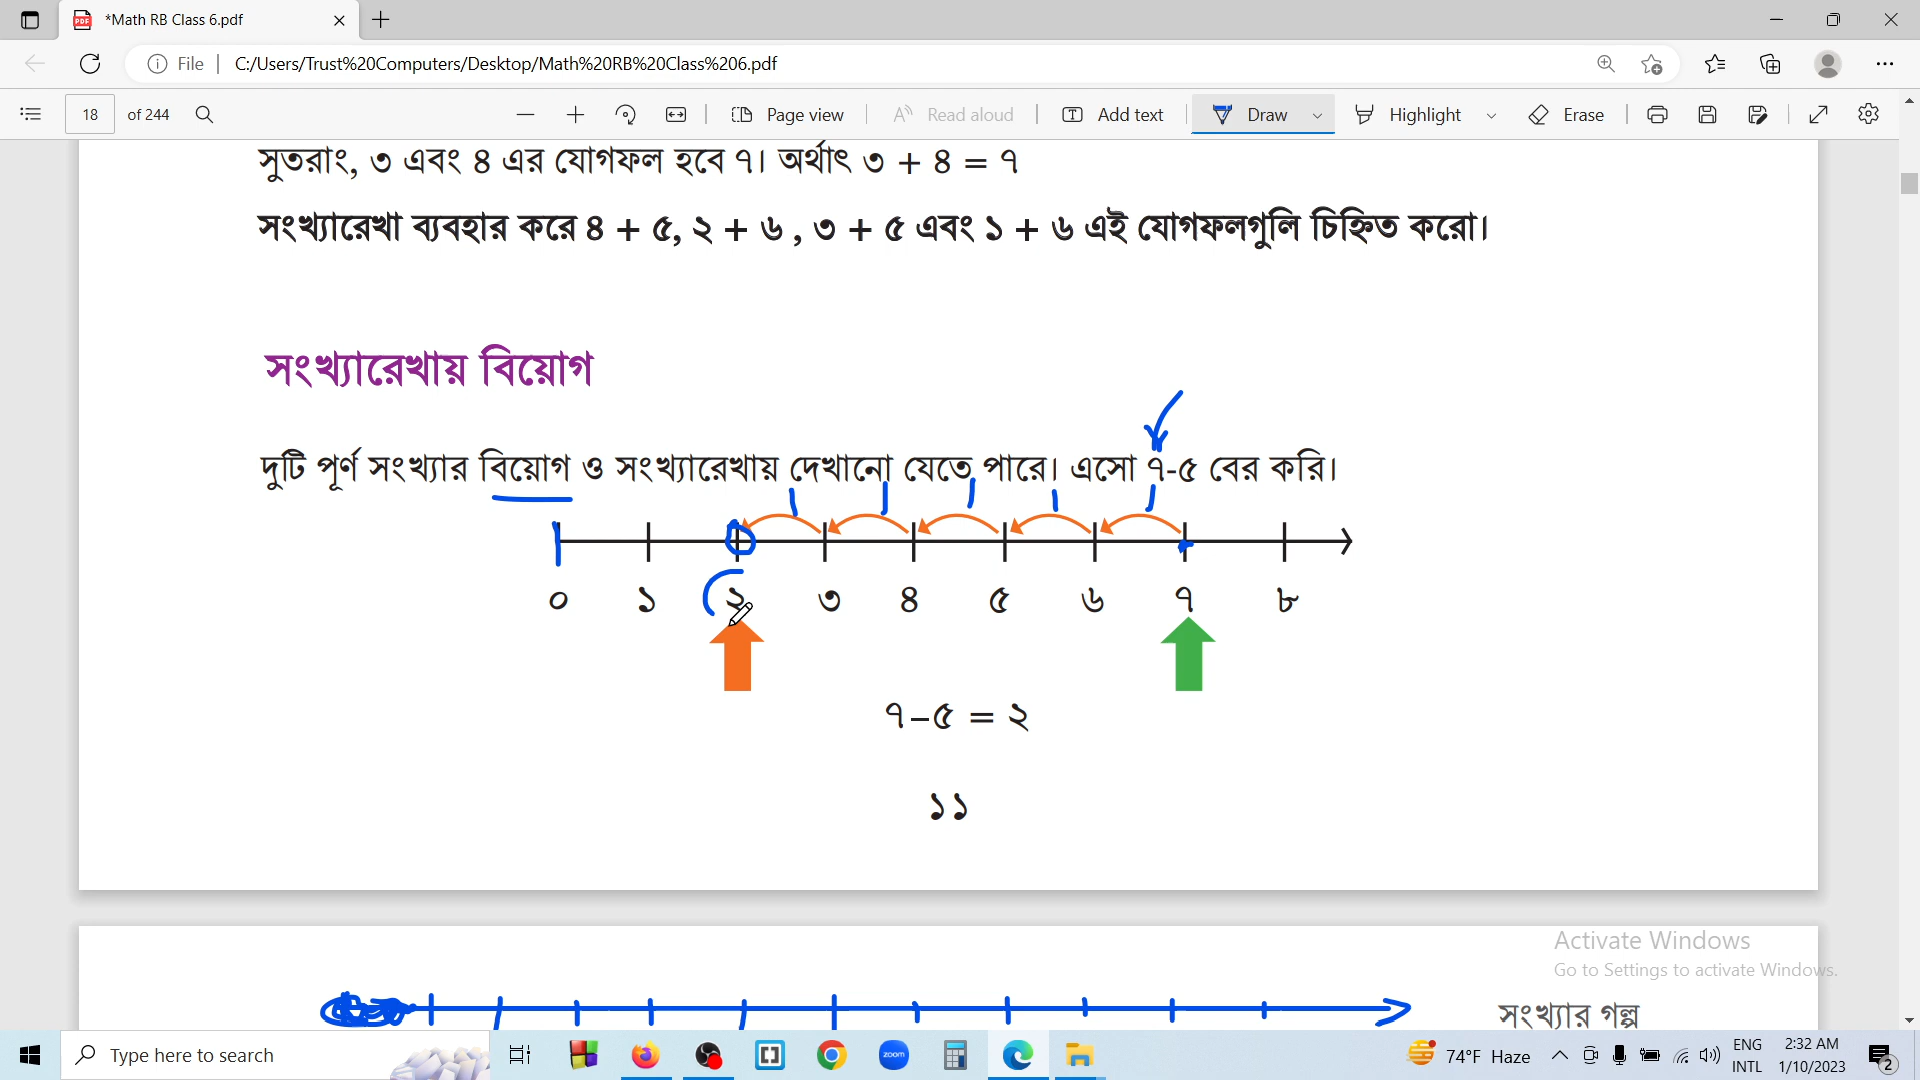 *Math RB Class 6.pdf
File | C:/Users/Trust%20Computers/Desktop/Math%20RB%20Class%206.pdf
18 of 244 Page view Read aloud Add text Draw Highlight Erase
সুতরাং, ৩ এবং ৪ এর যোগফল হবে ৭। অর্থাৎ ৩ + ৪ = ৭
সংখ্যারেখা ব্যবহার করে ৪ + ৫, ২ + ৬ , ৩ + ৫ এবং ১ + ৬ এই যোগফলগুলি চিহ্নিত করো।
সংখ্যারেখায় বিয়োগ
দুটি পূর্ণ সংখ্যার বিয়োগ ও সংখ্যারেখায় দেখানো যেতে পারে। এসো ৭-৫ বের করি।
০ ১ ২ ৩ ৪ ৫ ৬ ৭ ৮
৭–৫ = ২
১১
Activate Windows
Go to Settings to activate Windows.
সংখ্যার গল্প
Type here to search
zoom
74°F Haze
ENG
INTL
2:32 AM
1/10/2023
2